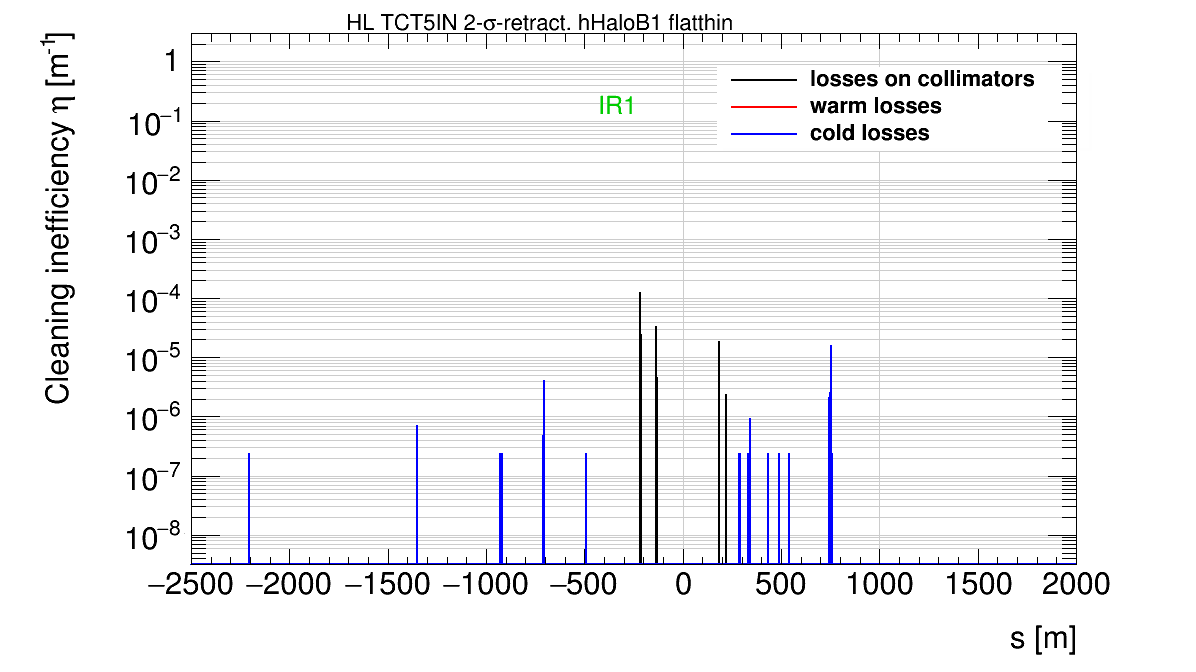 HL TCT5IN 2-σ-retract. hHaloB1 flatthin
Cleaning inefficiency η [m⁻¹]
1
10⁻¹
10⁻²
10⁻³
10⁻⁴
10⁻⁵
10⁻⁶
10⁻⁷
10⁻⁸
IR1
losses on collimators
warm losses
cold losses
−2500 −2000 −1500 −1000 −500 0 500 1000 1500 2000
s [m]